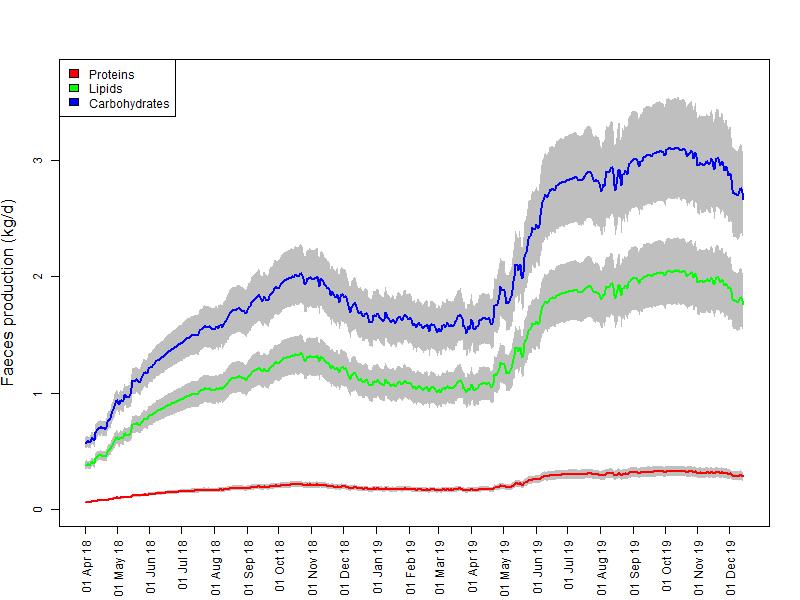 Proteins
Lipids
Carbohydrates
Faeces production (kg/d)
3
2
1
0
01 Apr 18
01 May 18
01 Jun 18
01 Jul 18
01 Aug 18
01 Sep 18
01 Oct 18
01 Nov 18
01 Dec 18
01 Jan 19
01 Feb 19
01 Mar 19
01 Apr 19
01 May 19
01 Jun 19
01 Jul 19
01 Aug 19
01 Sep 19
01 Oct 19
01 Nov 19
01 Dec 19